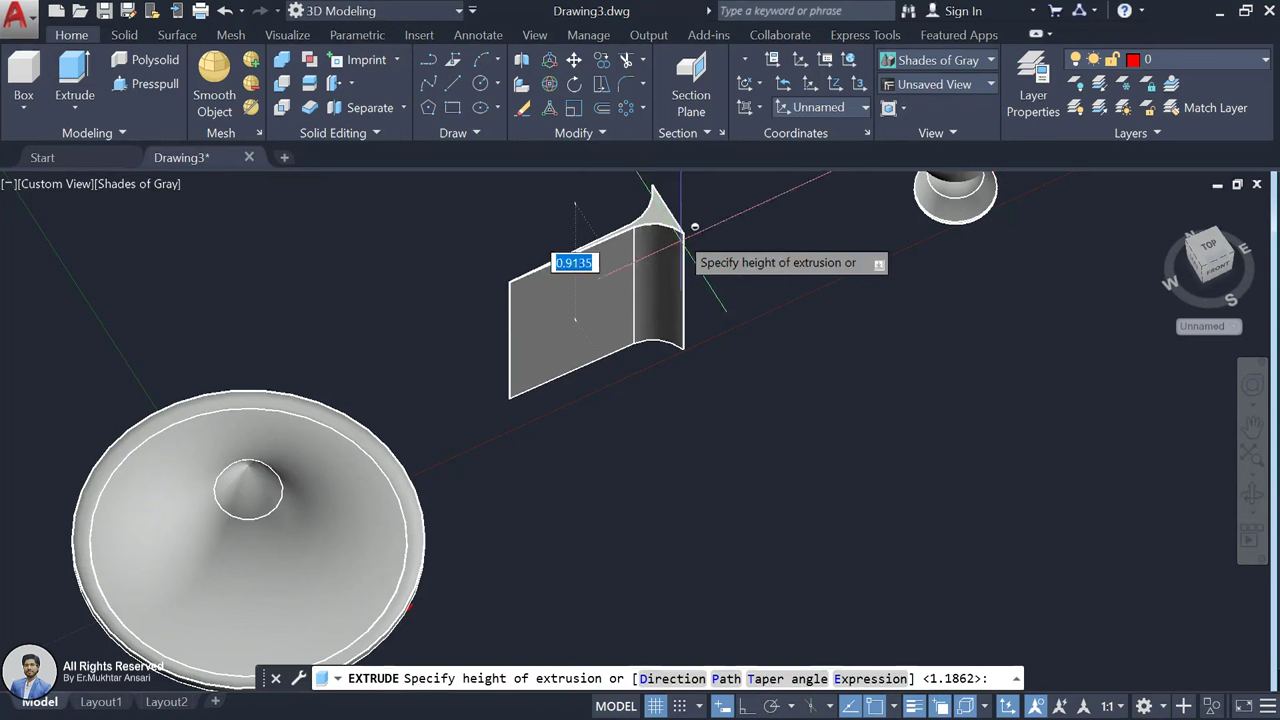 3D Modeling
Drawing3.dwg
Type a keyword or phrase
Sign In
Home Solid Surface Mesh Visualize Parametric Insert Annotate View Manage Output Add-ins Collaborate Express Tools Featured Apps
Box
Extrude
Polysolid
Presspull
Smooth
Object
Imprint
Separate
Section
Plane
Unnamed
Shades of Gray
Unsaved View
Layer
Properties
0
Match Layer
Modeling
Mesh
Solid Editing
Draw
Modify
Section
Coordinates
View
Layers
Start
Drawing3*
[−][Custom View][Shades of Gray]
N
TOP
E
FRONT
W
S
Unnamed
0.9135
Specify height of extrusion or
All Rights Reserved
By Er.Mukhtar Ansari
EXTRUDE Specify height of extrusion or [Direction Path Taper angle Expression] <1.1862>:
Model
Layout1
Layout2
MODEL
1:1